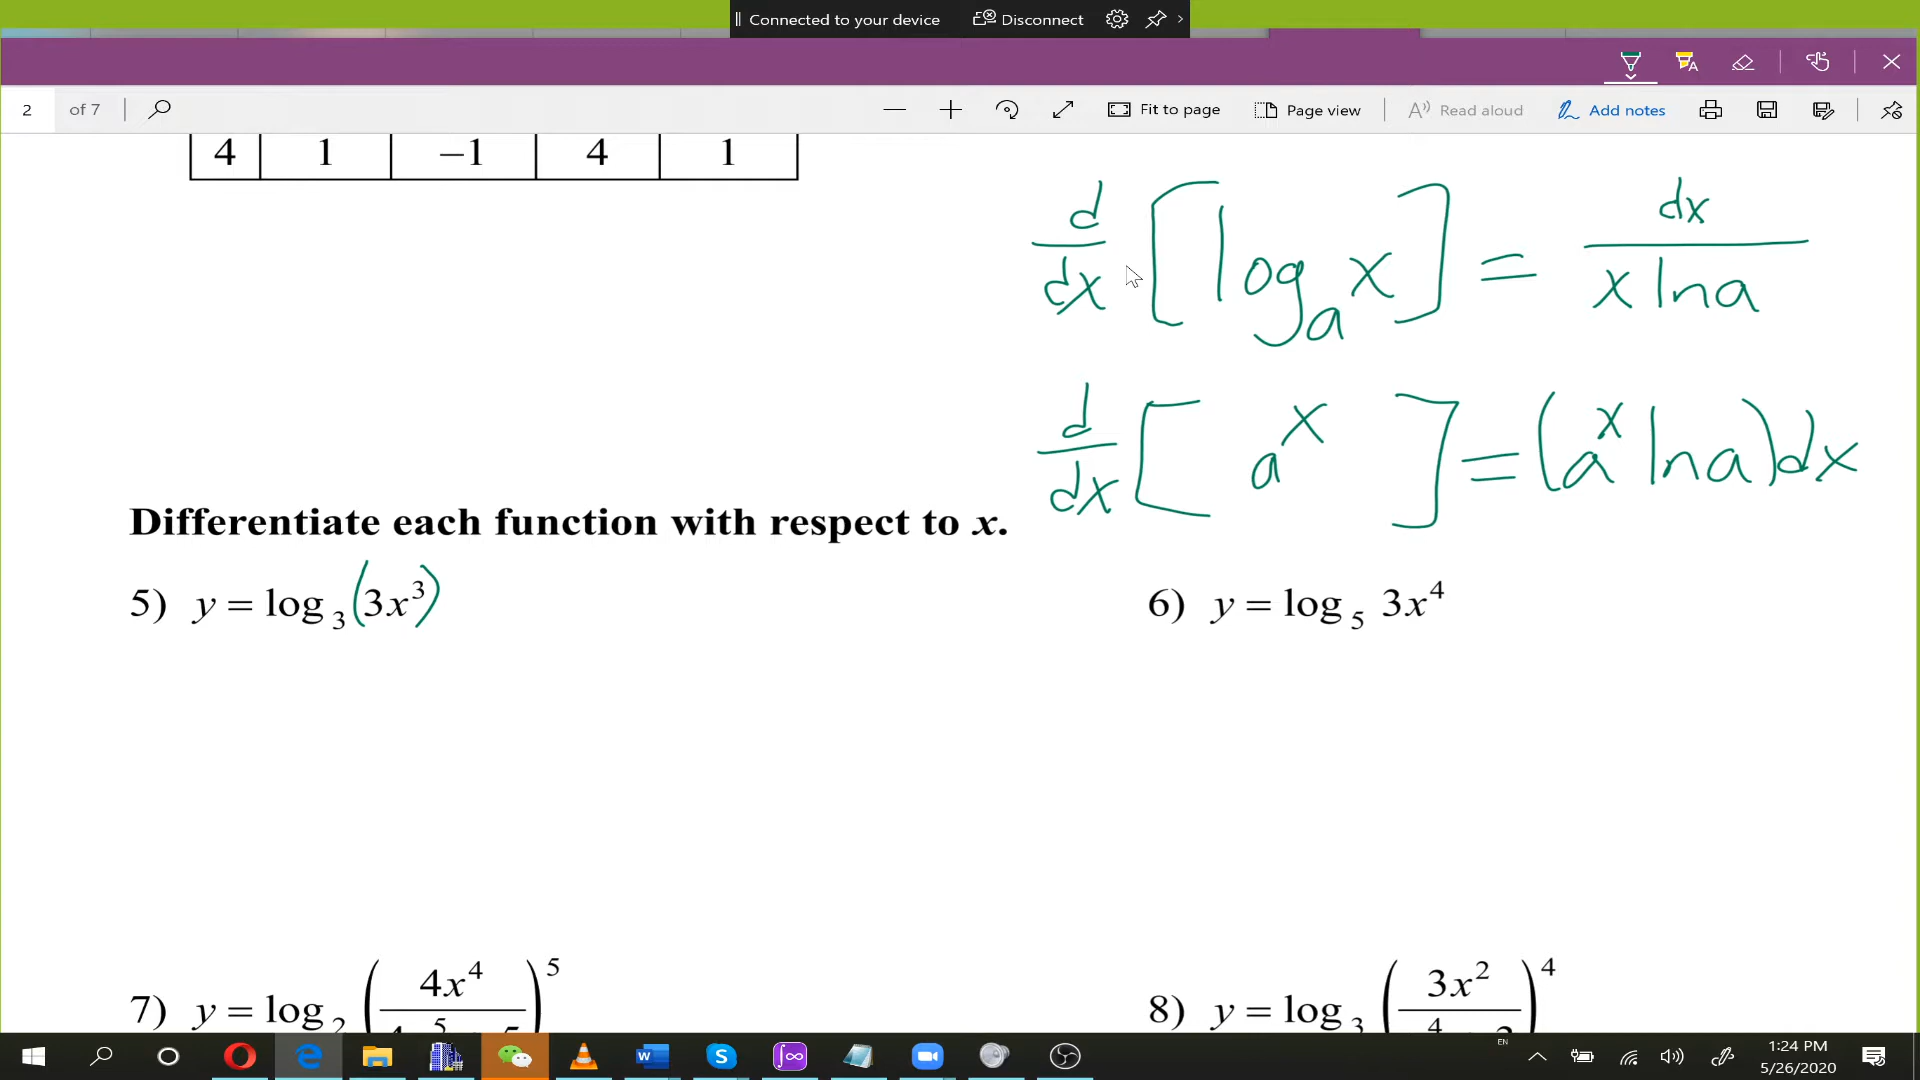 Connected to your device Disconnect
2 of 7 Fit to page Page view Read aloud Add notes
4 1 −1 4 1
d/dx [log_a x] = dx/(x ln a)
d/dx [a^x] = (a^x ln a)dx
Differentiate each function with respect to x.
5) y = log_3 (3x^3)
6) y = log_5 3x^4
7) y = log_2 (4x^4 / )^5
8) y = log_3 (3x^2 / )^4
EN
1:24 PM
5/26/2020